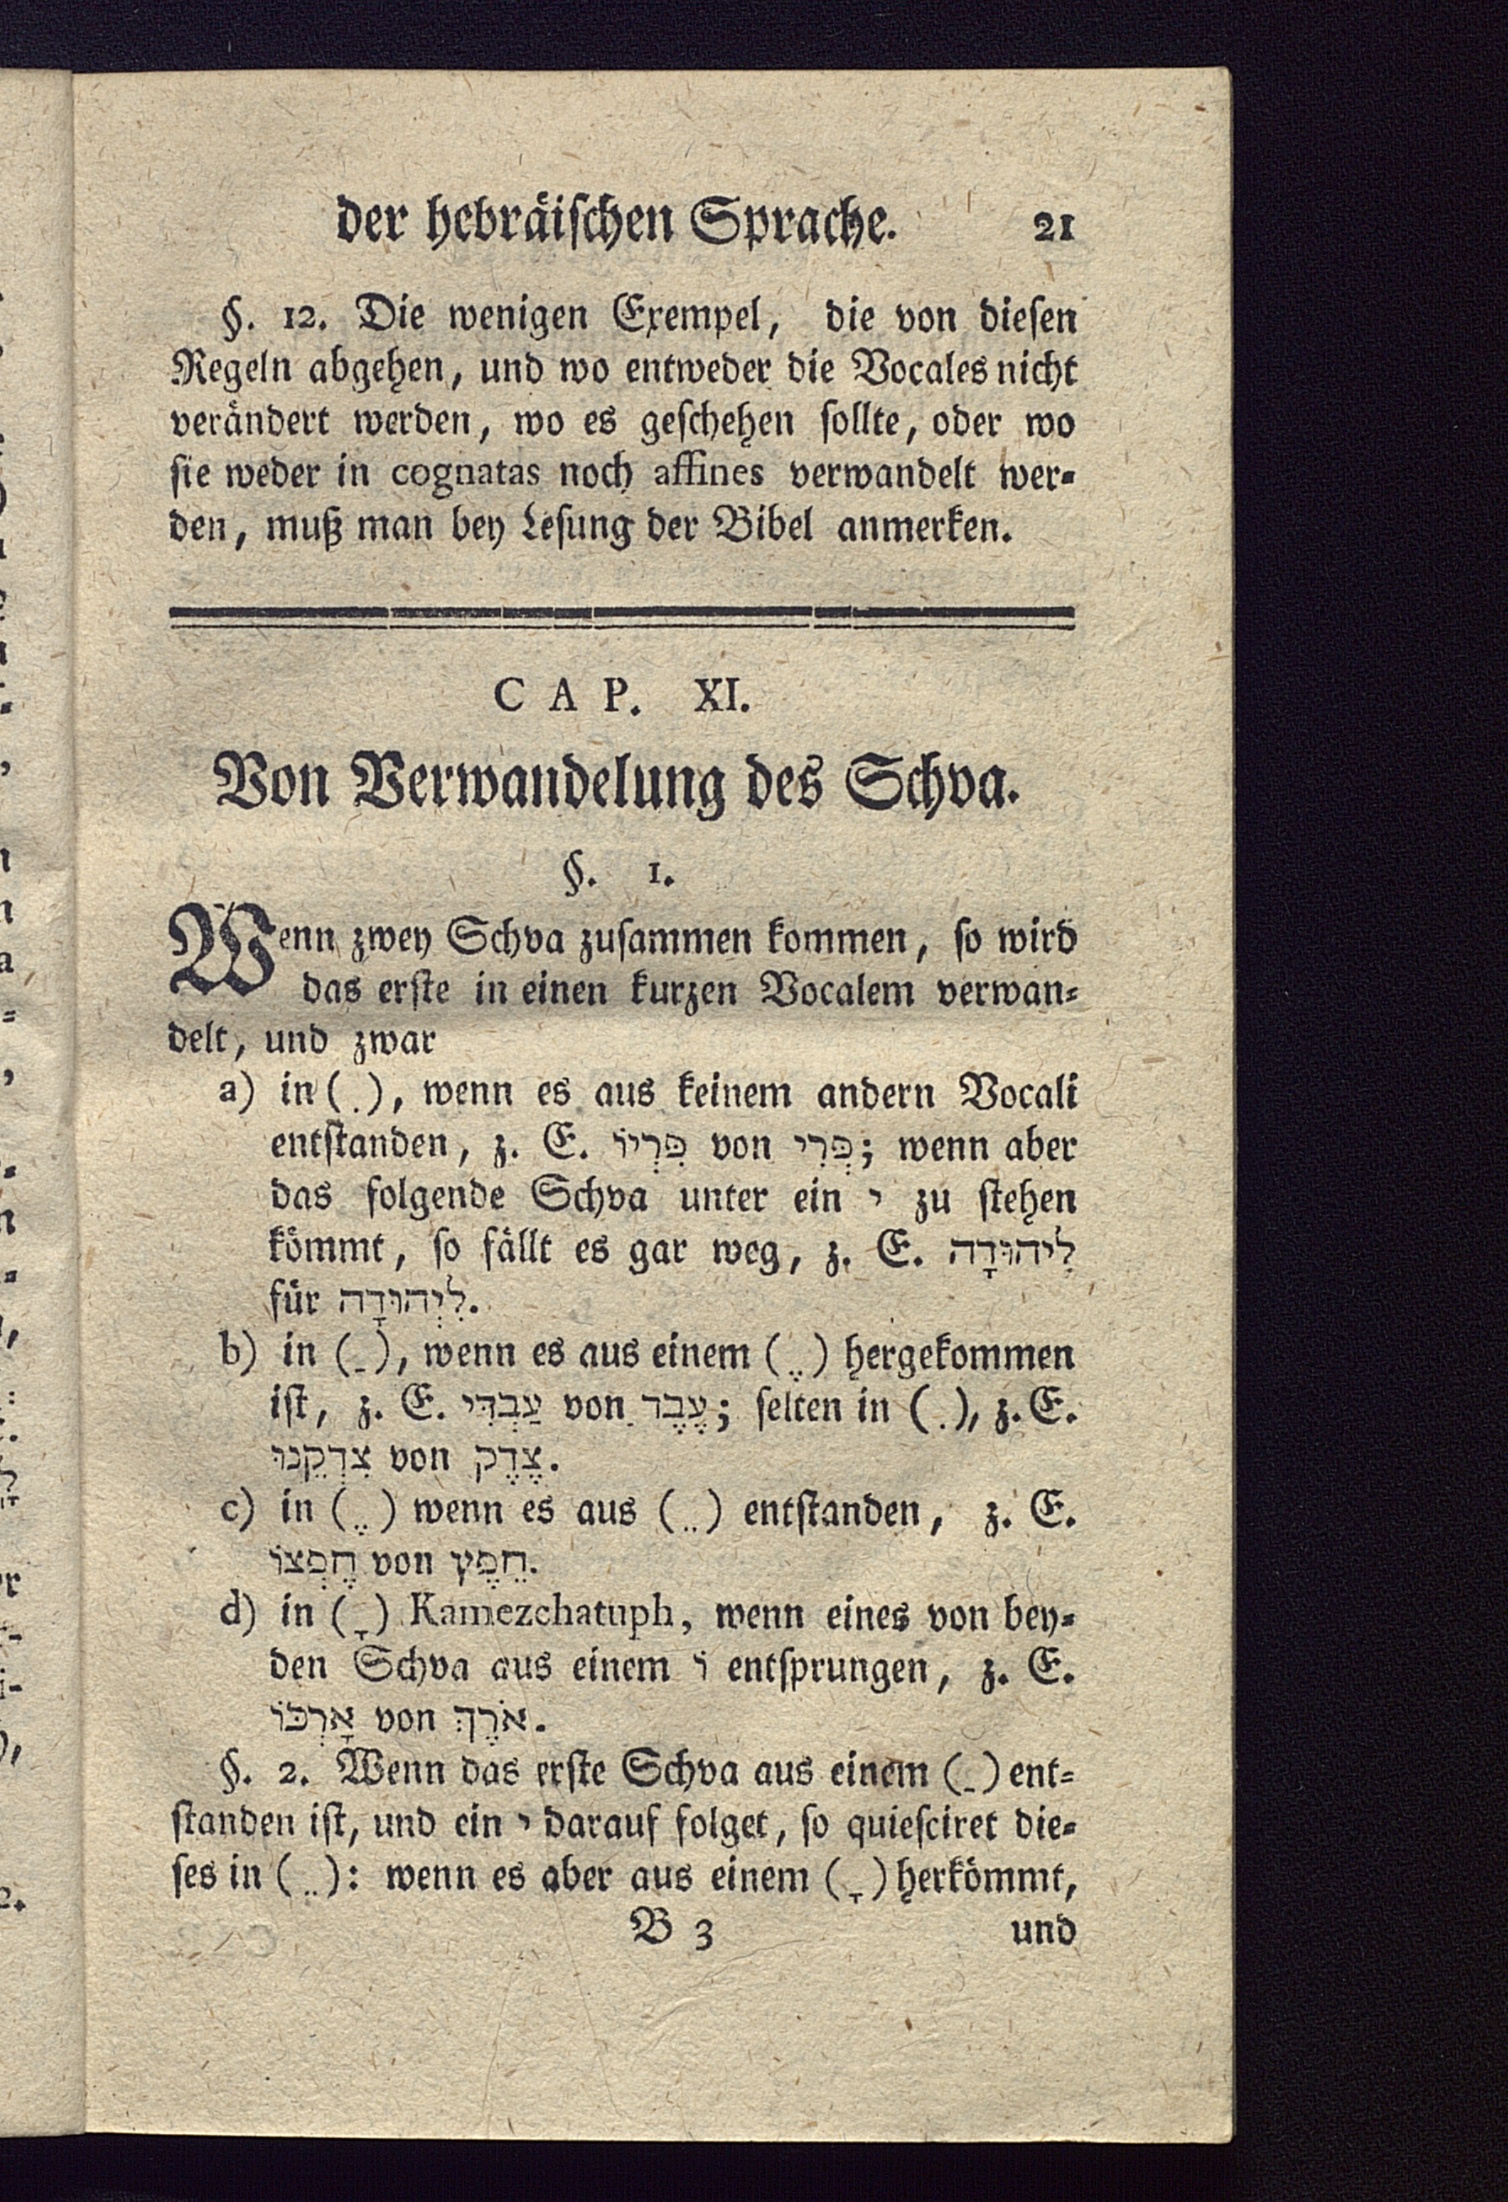 der hebräischen Sprache. 21
§. 12. Die wenigen Exempel, die von diesen
Regeln abgehen, und wo entweder die Vocales nicht
verändert werden, wo es geschehen sollte, oder wo
sie weder in cognatas noch affines verwandelt wer-
den, muß man bey Lesung der Bibel anmerken.
CAP. XI.
Von Verwandelung des Schva.
§. 1.
Wenn zwey Schva zusammen kommen, so wird
das erste in einen kurzen Vocalem verwan-
delt, und zwar
a) in ( ִ ), wenn es aus keinem andern Vocali
entstanden, z. E. פִּרְיוֹ von פְּרִי; wenn aber
das folgende Schva unter ein י zu stehen
kömmt, so fällt es gar weg, z. E. לִיהוּדָה
für לִיְהוּדָה.
b) in ( ַ ), wenn es aus einem ( ֶ ) hergekommen
ist, z. E. עַבְדִּי von עֶבֶר; selten in ( ִ ), z. E.
צִדְקֵנוּ von צֶדֶק.
c) in ( ֶ ) wenn es aus ( ֵ ) entstanden, z. E.
חֶפְצוֹ von חֵפֶץ.
d) in ( ָ ) Kamezchatuph, wenn eines von bey-
den Schva aus einem וֹ entsprungen, z. E.
אָרְכּוֹ von אֹרֶךְ.
§. 2. Wenn das erste Schva aus einem ( ַ ) ent-
standen ist, und ein י darauf folget, so quiesciret die-
ses in ( ֵ ): wenn es aber aus einem ( ָ ) herkömmt,
B 3 und